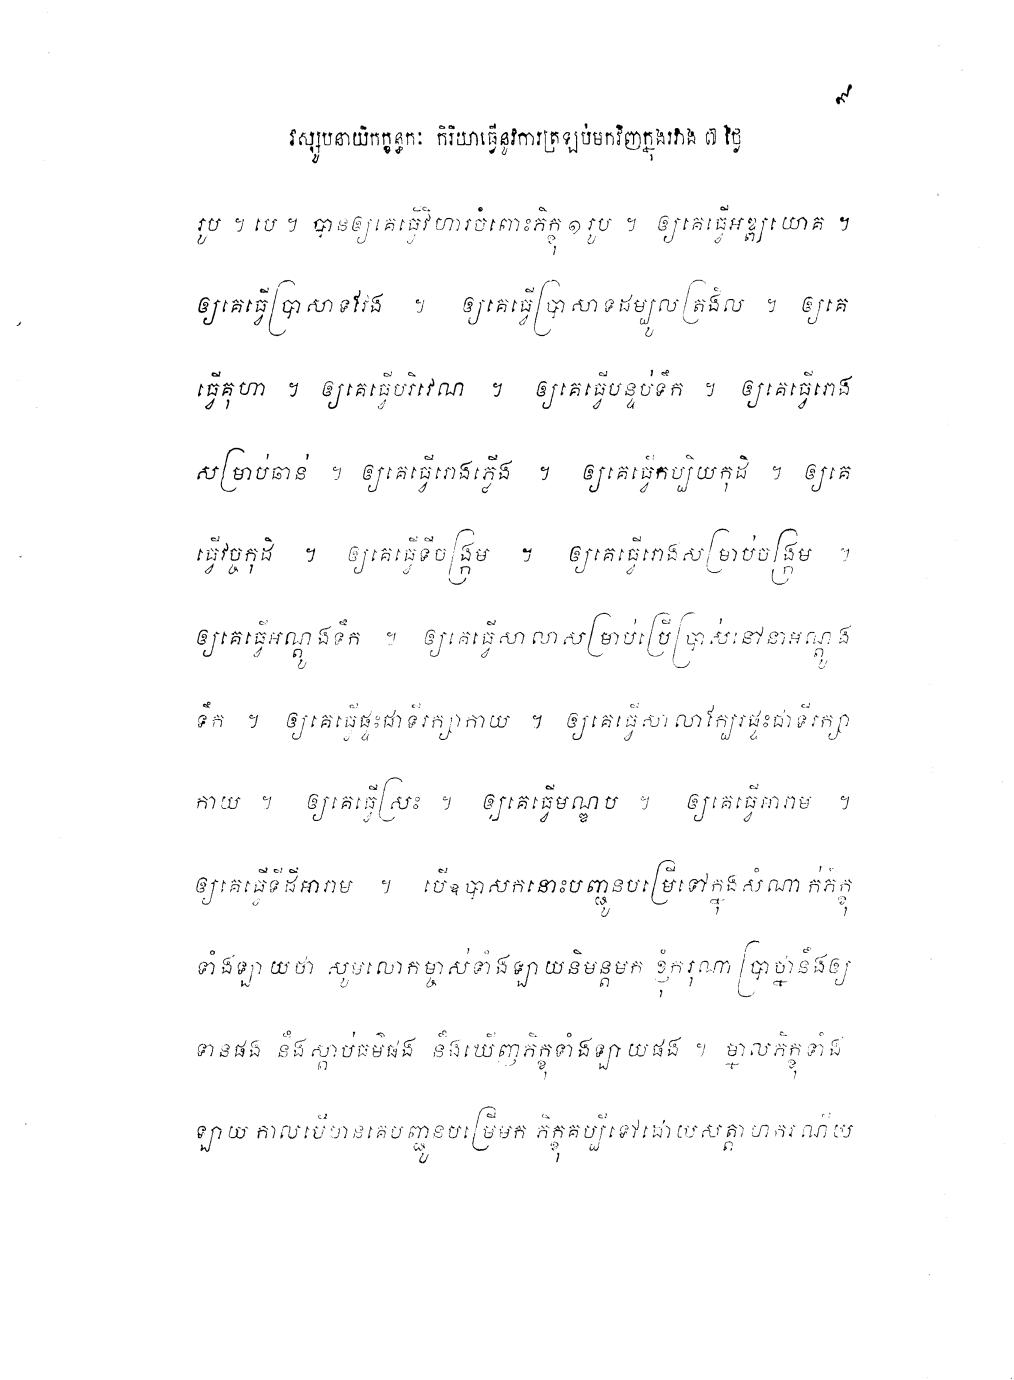 ៩
វស្សូបនាយិកក្ខន្ធកៈ កិរិយាធ្វើនូវការត្រឡប់មកវិញក្នុងរវាង ៧ ថ្ងៃ
រូប ។ បេ ។ បានឲ្យគេធ្វើវិហារចំពោះភិក្ខុ ១ រូប ។ ឲ្យគេធ្វើអឌ្ឍយោគ ។
ឲ្យគេធ្វើប្រាសាទវែង ។ ឲ្យគេធ្វើប្រាសាទដម្បូលត្រងិល ។ ឲ្យគេ
ធ្វើគុហា ។ ឲ្យគេធ្វើបរិវេណ ។ ឲ្យគេធ្វើបន្ទប់ទឹក ។ ឲ្យគេធ្វើរោង
សម្រាប់ឆាន់ ។ ឲ្យគេធ្វើរោងភ្លើង ។ ឲ្យគេធ្វើកប្បិយកុដិ ។ ឲ្យគេ
ធ្វើវច្ចកុដិ ។ ឲ្យគេធ្វើទីចង្ក្រម ។ ឲ្យគេធ្វើរោងសម្រាប់ចង្ក្រម ។
ឲ្យគេធ្វើអណ្តូងទឹក ។ ឲ្យគេធ្វើសាលាសម្រាប់ប្រើប្រាស់នៅនាអណ្តូង
ទឹក ។ ឲ្យគេធ្វើផ្ទះជាទីរក្សាកាយ ។ ឲ្យគេធ្វើសាលាក្បែរផ្ទះជាទីរក្សា
កាយ ។ ឲ្យគេធ្វើស្រះ ។ ឲ្យគេធ្វើមណ្ឌប ។ ឲ្យគេធ្វើអារាម ។
ឲ្យគេធ្វើទីដីអារាម ។ បើឧបាសកនោះបញ្ជូនបម្រើទៅក្នុងសំណាក់ភិក្ខុ
ទាំងឡាយថា សូមលោកម្ចាស់ទាំងឡាយនិមន្តមក ខ្ញុំករុណាប្រាថ្នានឹងឲ្យ
ទានផង នឹងស្តាប់ធម៌ផង នឹងឃើញភិក្ខុទាំងឡាយផង ។ ម្នាលភិក្ខុទាំង
ឡាយ កាលបើមានគេបញ្ជូនបម្រើមក ភិក្ខុគប្បីទៅដោយសត្តាហករណីយ